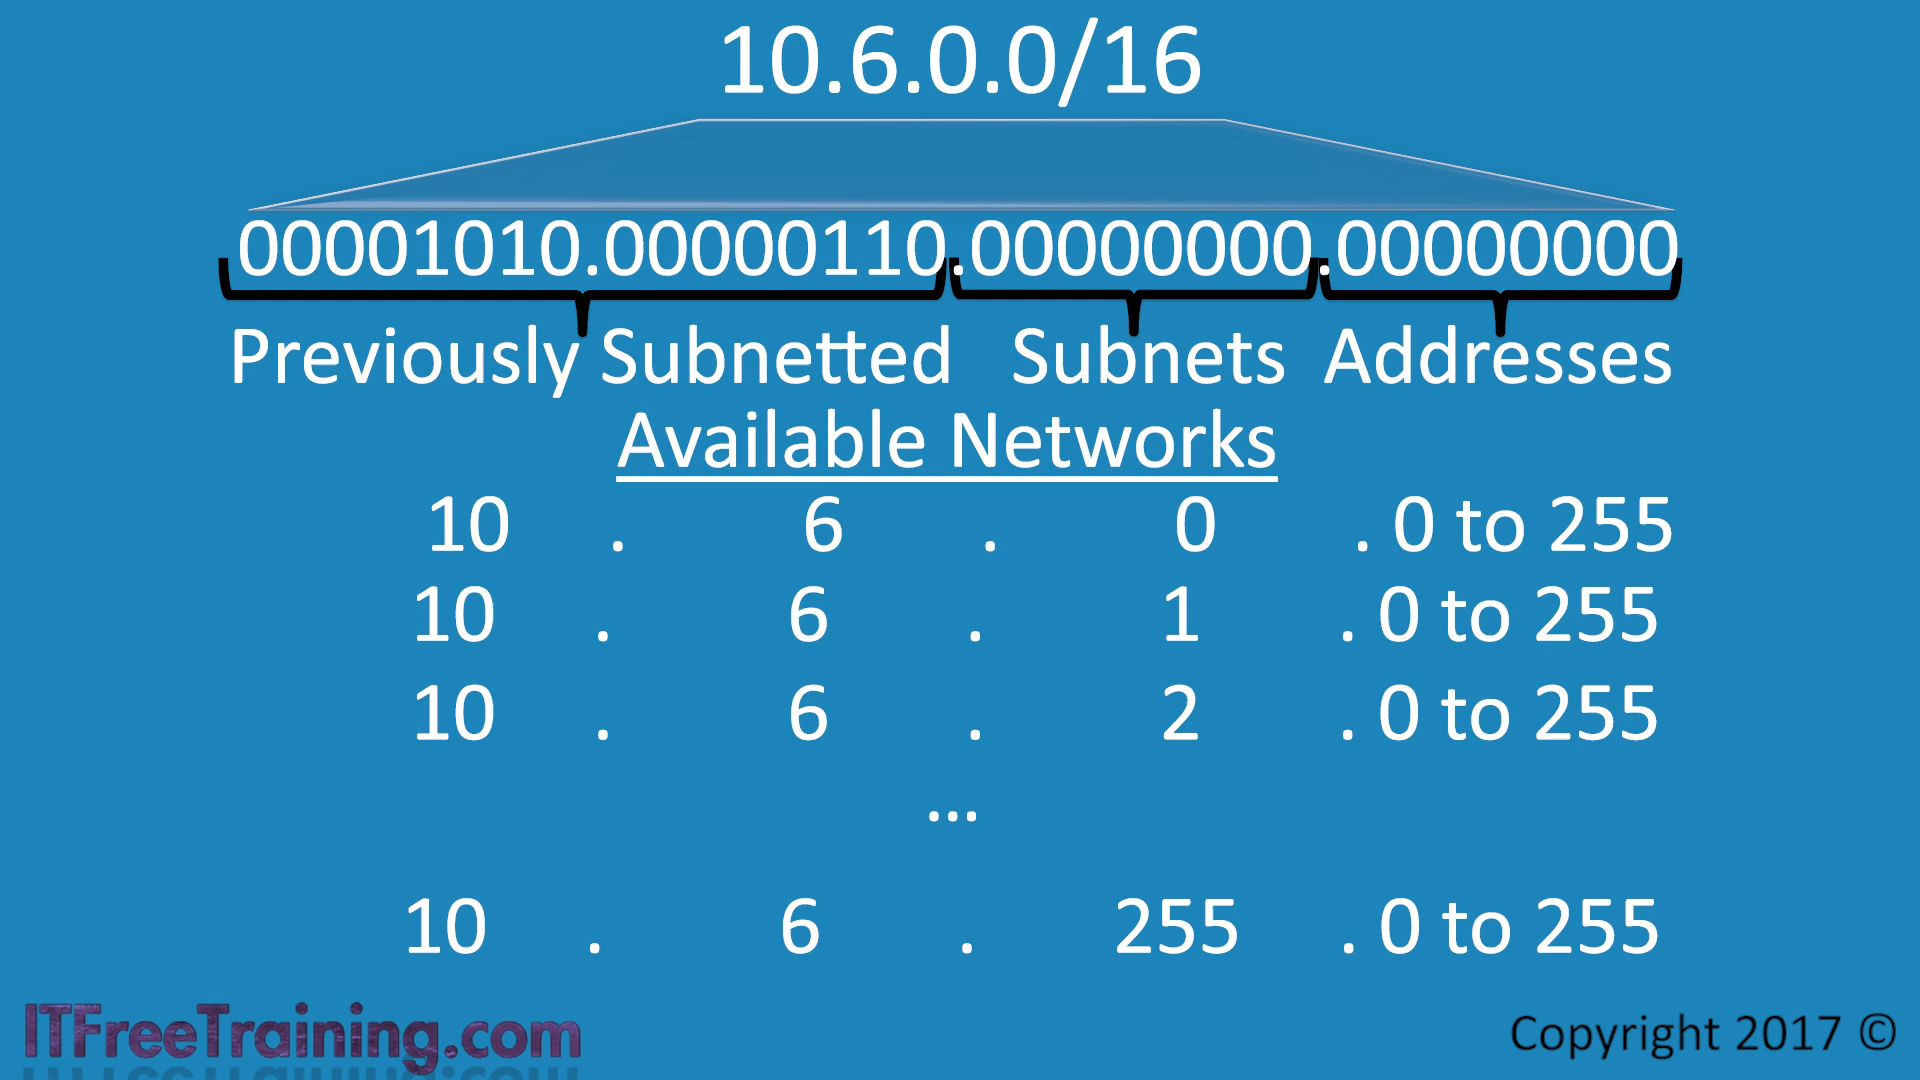 10.6.0.0/16
00001010.00000110.00000000.00000000
Previously Subnetted Subnets Addresses
Available Networks
10 . 6 . 0 . 0 to 255
10 . 6 . 1 . 0 to 255
10 . 6 . 2 . 0 to 255
...
10 . 6 . 255 . 0 to 255
ITFreeTraining.com
Copyright 2017 ©